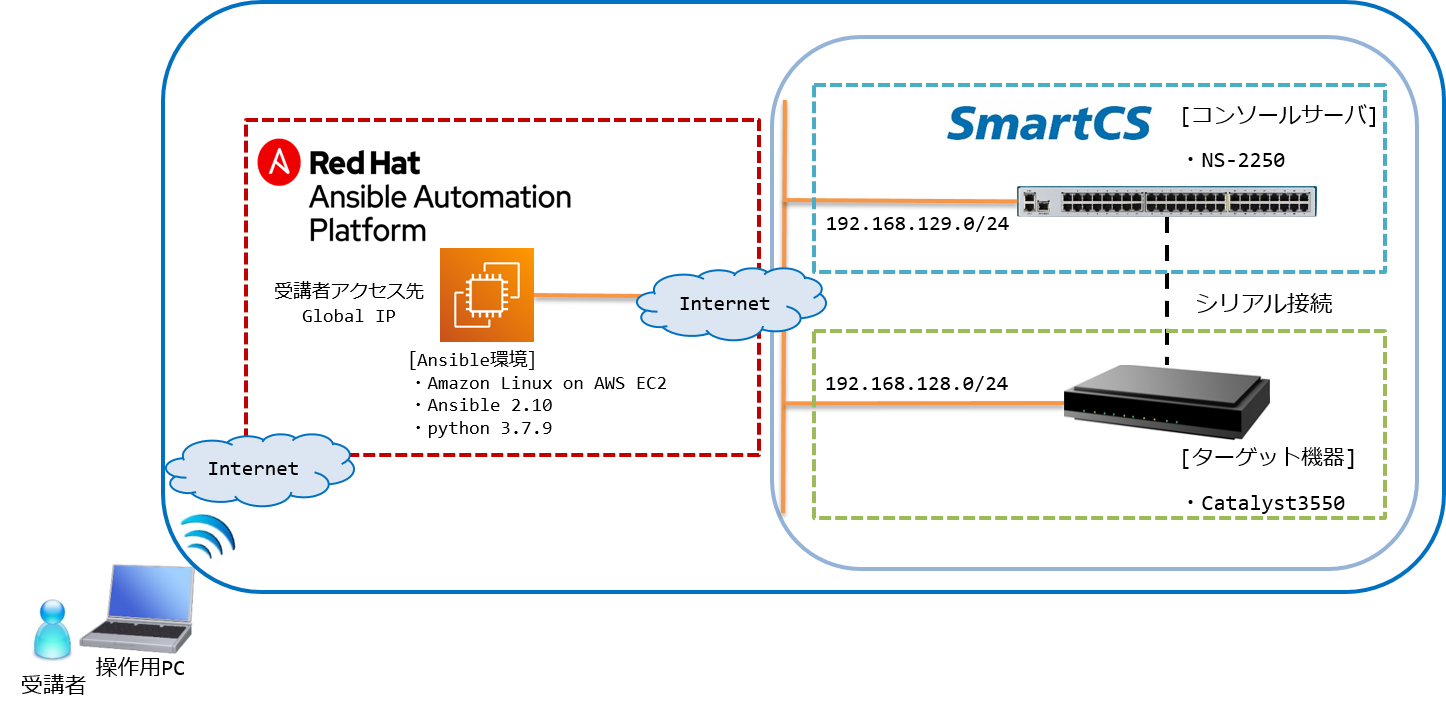 Red Hat
Ansible Automation
Platform
受講者アクセス先
Global IP
[Ansible環境]
・Amazon Linux on AWS EC2
・Ansible 2.10
・python 3.7.9
Internet
Internet
SmartCS
[コンソールサーバ]
・NS-2250
192.168.129.0/24
シリアル接続
192.168.128.0/24
[ターゲット機器]
・Catalyst3550
操作用PC
受講者